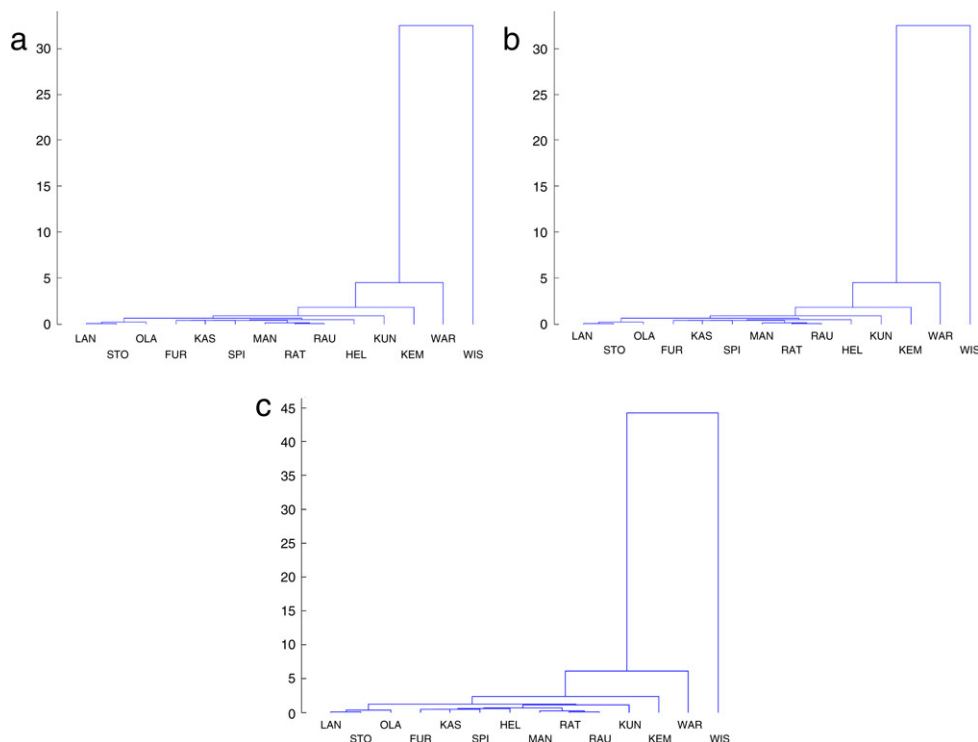 a
30
25
20
15
10
5
0
LAN OLA KAS MAN RAU KUN WAR
STO FUR SPI RAT HEL KEM WIS
b
30
25
20
15
10
5
0
LAN OLA KAS MAN RAU KUN WAR
STO FUR SPI RAT HEL KEM WIS
c
45
40
35
30
25
20
15
10
5
0
LAN OLA KAS HEL RAT KUN WAR
STO FUR SPI MAN RAU KEM WIS